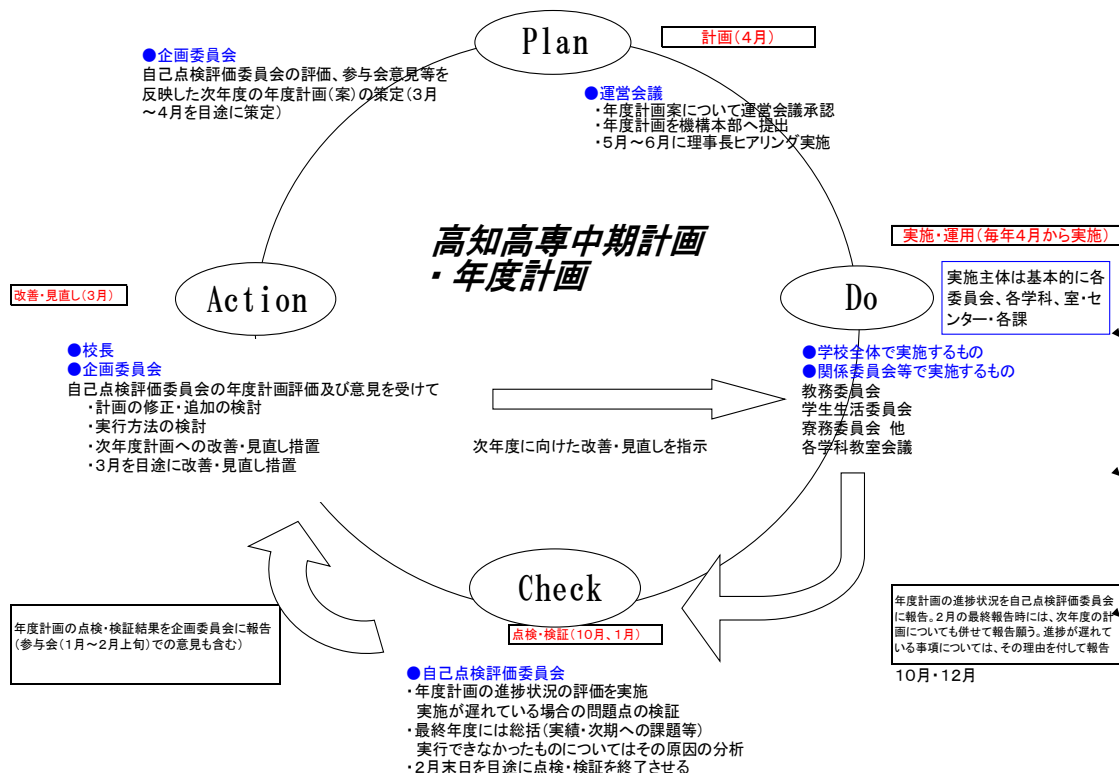 Plan
計画(4月)
●企画委員会
自己点検評価委員会の評価、参与会意見等を
反映した次年度の年度計画(案)の策定(3月
~4月を目途に策定)
●運営会議
・年度計画案について運営会議承認
・年度計画を機構本部へ提出
・5月~6月に理事長ヒアリング実施
高知高専中期計画
・年度計画
実施・運用(毎年4月から実施)
改善・見直し(3月)
Action
Do
実施主体は基本的に各
委員会、各学科、室・セ
ンター・各課
●校長
●企画委員会
自己点検評価委員会の年度計画評価及び意見を受けて
・計画の修正・追加の検討
・実行方法の検討
・次年度計画への改善・見直し措置
・3月を目途に改善・見直し措置
次年度に向けた改善・見直しを指示
●学校全体で実施するもの
●関係委員会等で実施するもの
教務委員会
学生生活委員会
寮務委員会 他
各学科教室会議
Check
点検・検証(10月、1月)
年度計画の点検・検証結果を企画委員会に報告
(参与会(1月~2月上旬)での意見も含む)
年度計画の進捗状況を自己点検評価委員会
に報告。2月の最終報告時には、次年度の計
画についても併せて報告願う。進捗が遅れて
いる事項については、その理由を付して報告
10月・12月
●自己点検評価委員会
・年度計画の進捗状況の評価を実施
実施が遅れている場合の問題点の検証
・最終年度には総括(実績・次期への課題等)
実行できなかったものについてはその原因の分析
・2月末日を目途に点検・検証を終了させる